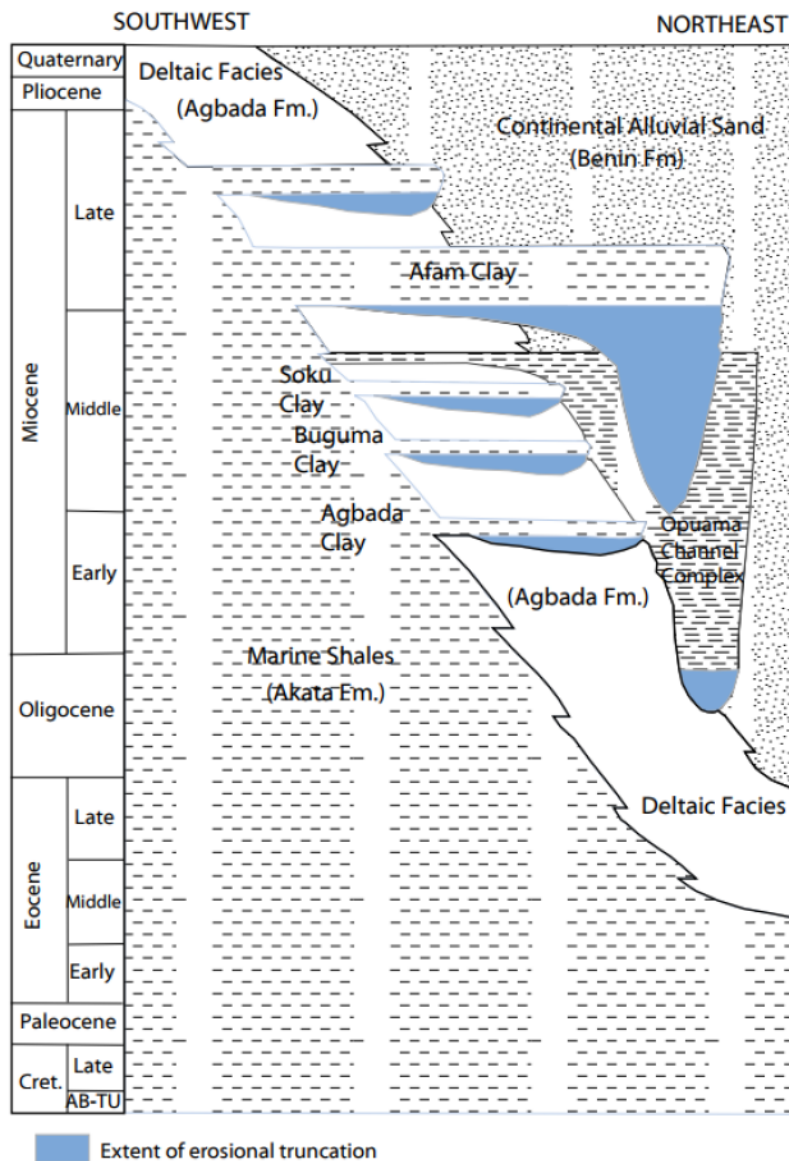 SOUTHWEST
NORTHEAST
Quaternary
Pliocene
Miocene
Late
Middle
Early
Oligocene
Eocene
Late
Middle
Early
Paleocene
Cret.
Late
AB-TU
Deltaic Facies
(Agbada Fm.)
Continental Alluvial Sand
(Benin Fm)
Afam Clay
Soku
Clay
Buguma
Clay
Agbada
Clay
Opuama
Channel
Complex
(Agbada Fm.)
Marine Shales
(Akata Fm.)
Deltaic Facies
Extent of erosional truncation